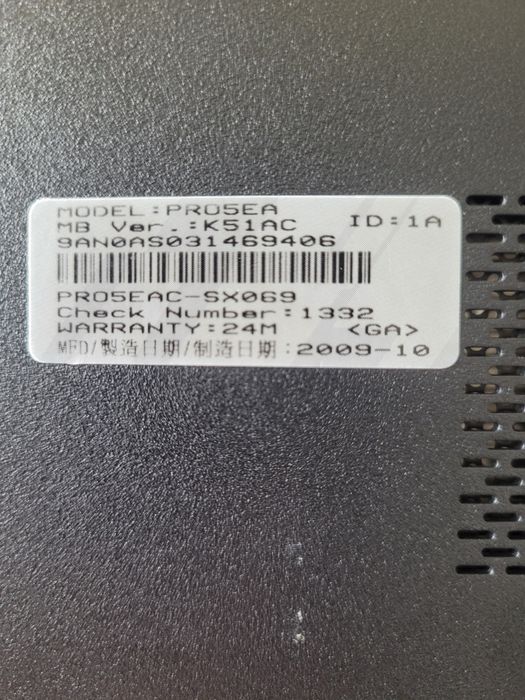 MODEL:PRO5EA
MB Ver.:K51AC ID:1A
9AN0AS031469406
PRO5EAC-SX069
Check Number:1332
WARRANTY:24M <GA>
MFD/製造日期/制造日期:2009-10